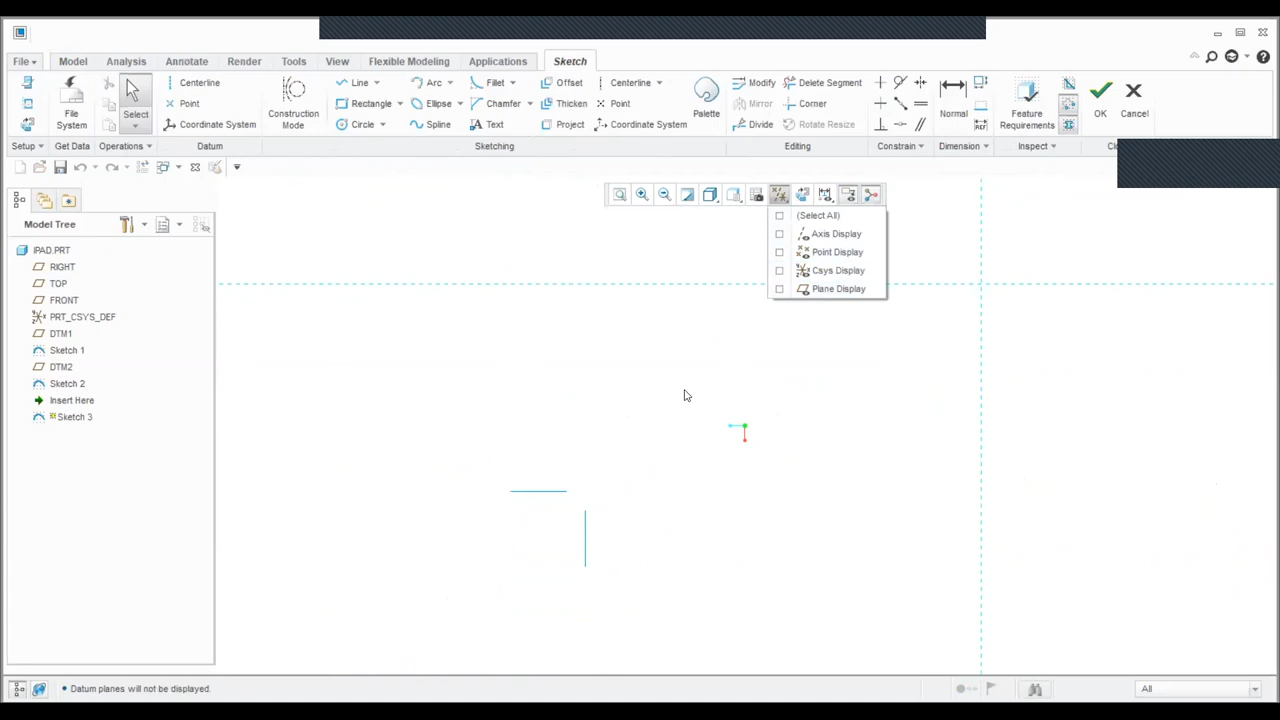 File Model Analysis Annotate Render Tools View Flexible Modeling Applications Sketch
Centerline Line Arc Fillet Offset Centerline Modify Delete Segment
Point Rectangle Ellipse Chamfer Thicken Point Mirror Corner
Coordinate System Circle Spline Text Project Coordinate System Divide Rotate Resize
File System
Select
Construction Mode
Palette
Normal
REF
Feature Requirements
OK
Cancel
Setup Get Data Operations Datum Sketching Editing Constrain Dimension Inspect
Model Tree
IPAD.PRT
RIGHT
TOP
FRONT
PRT_CSYS_DEF
DTM1
Sketch 1
DTM2
Sketch 2
Insert Here
Sketch 3
(Select All)
Axis Display
Point Display
Csys Display
Plane Display
• Datum planes will not be displayed.
All